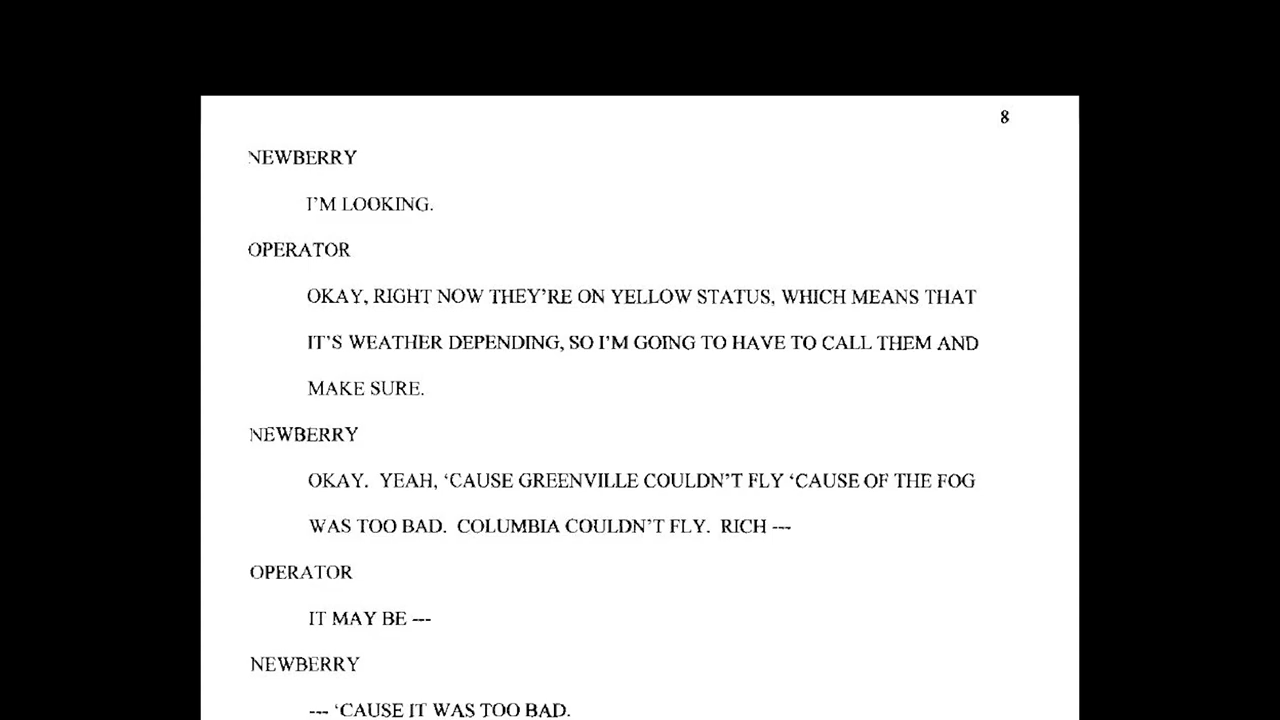 8
NEWBERRY
I'M LOOKING.
OPERATOR
OKAY, RIGHT NOW THEY'RE ON YELLOW STATUS, WHICH MEANS THAT
IT'S WEATHER DEPENDING, SO I'M GOING TO HAVE TO CALL THEM AND
MAKE SURE.
NEWBERRY
OKAY.  YEAH, ‘CAUSE GREENVILLE COULDN'T FLY ‘CAUSE OF THE FOG
WAS TOO BAD.  COLUMBIA COULDN'T FLY.  RICH ---
OPERATOR
IT MAY BE ---
NEWBERRY
--- ‘CAUSE IT WAS TOO BAD.